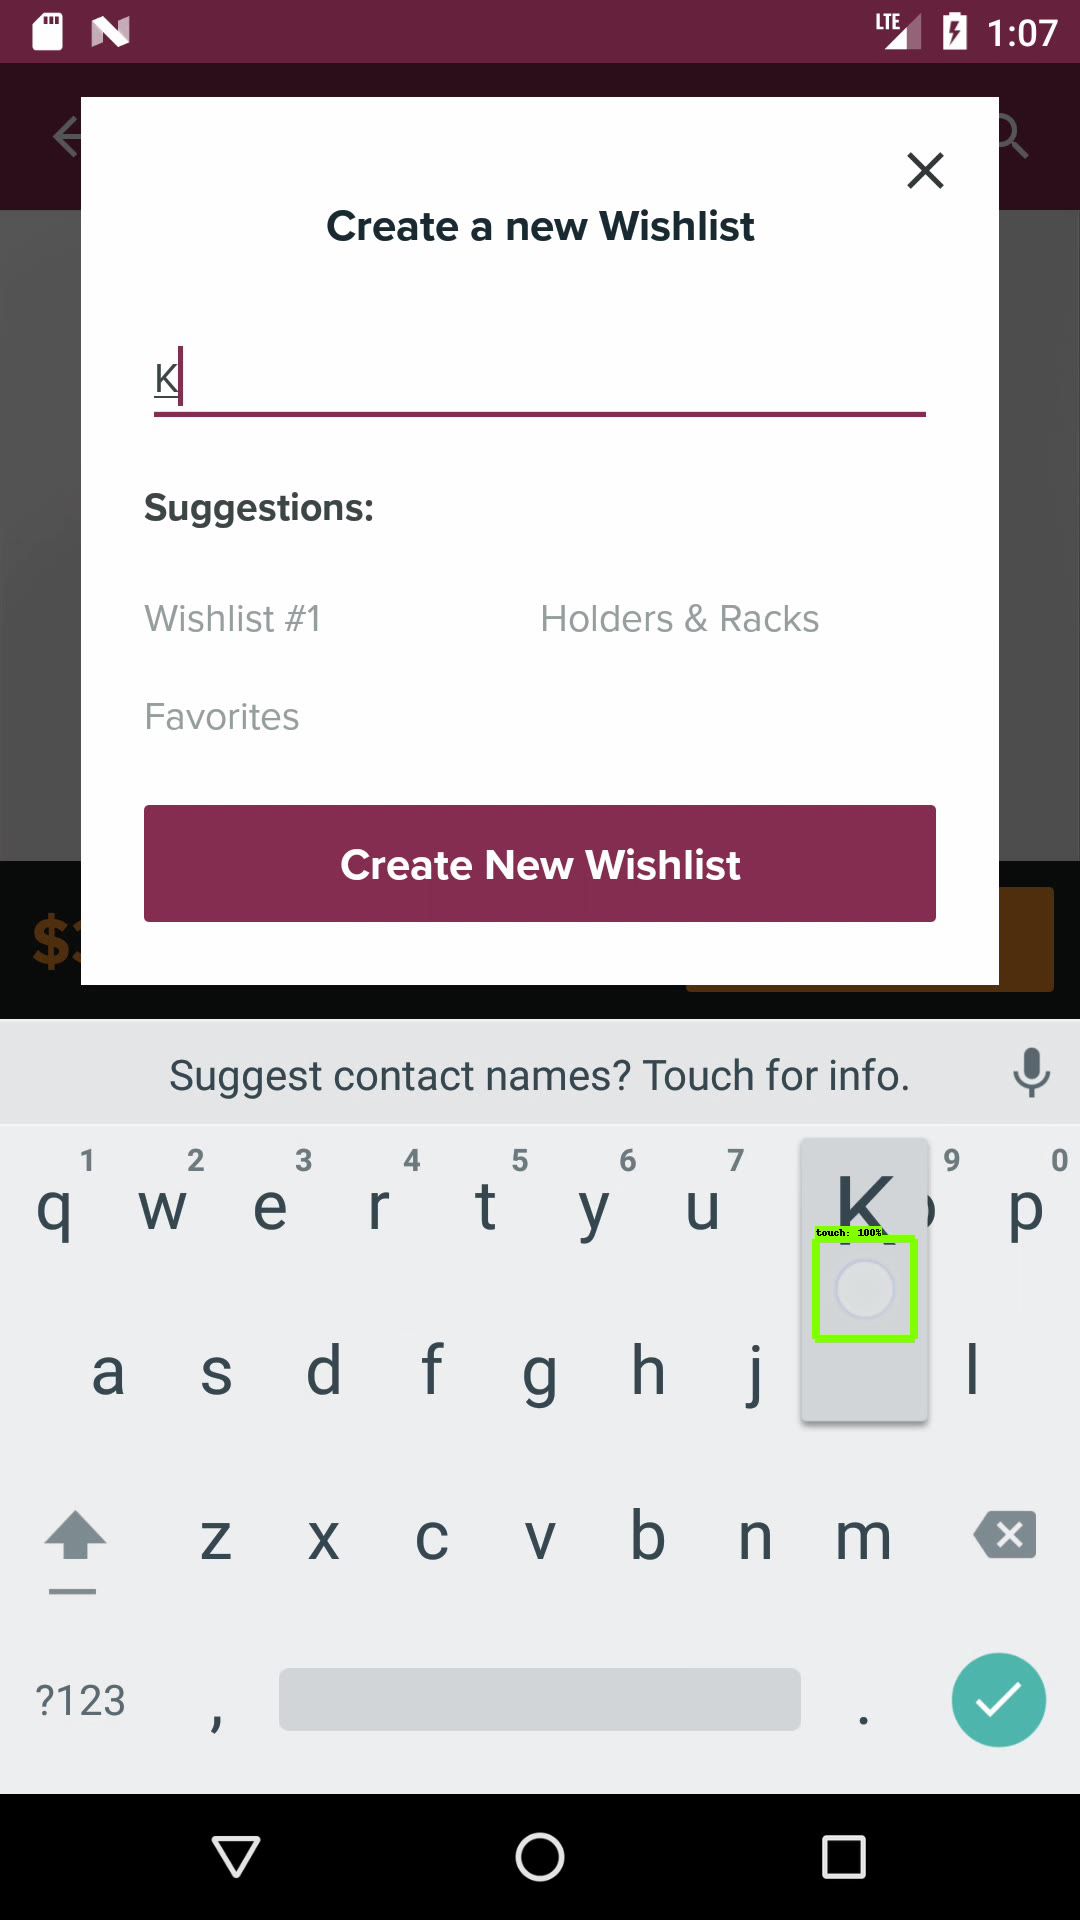 LTE 1:07
Create a new Wishlist
K
Suggestions:
Wishlist #1 Holders & Racks
Favorites
Create New Wishlist
$
Suggest contact names? Touch for info.
1 2 3 4 5 6 7 9 0
q w e r t y u K p
touch: 100%
a s d f g h j l
z x c v b n m
?123 , .